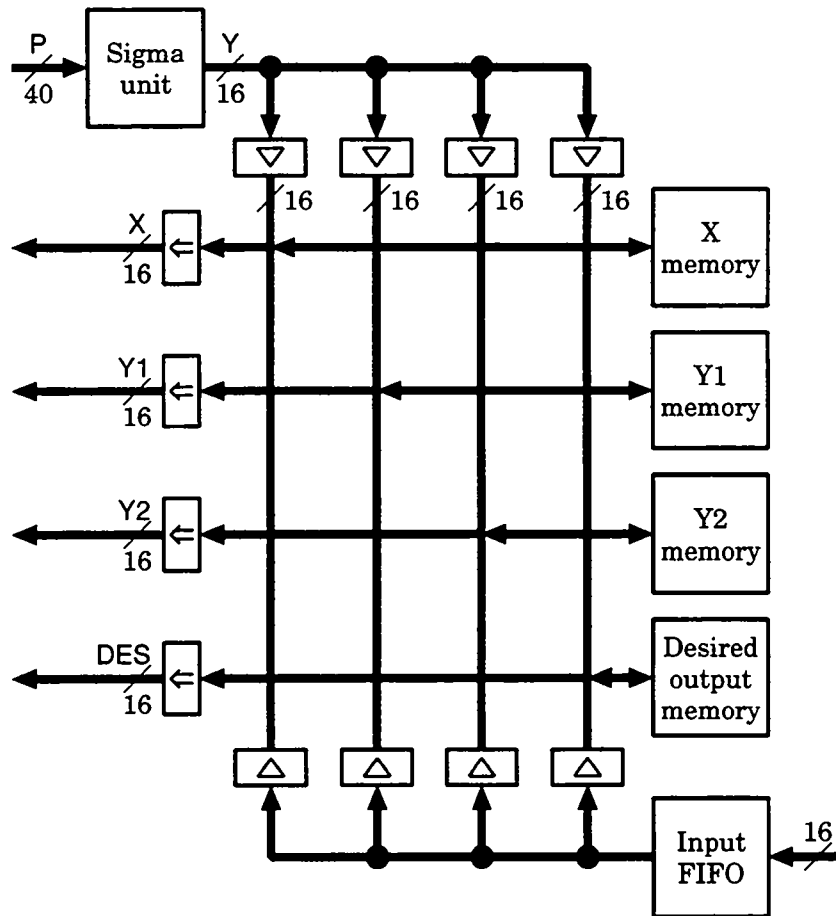 P
40
Sigma
unit
Y
16
16
16
16
16
X
16
X
memory
Y1
16
Y1
memory
Y2
16
Y2
memory
DES
16
Desired
output
memory
Input
FIFO
16